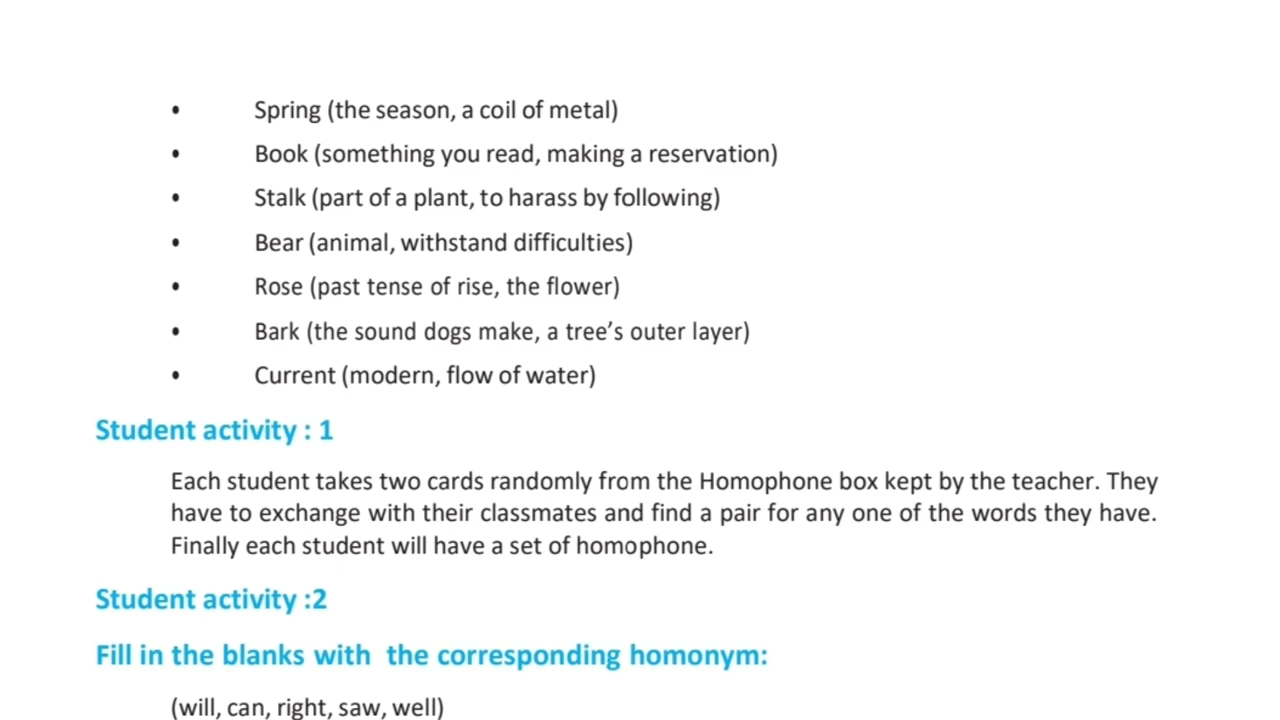 • Spring (the season, a coil of metal)
• Book (something you read, making a reservation)
• Stalk (part of a plant, to harass by following)
• Bear (animal, withstand difficulties)
• Rose (past tense of rise, the flower)
• Bark (the sound dogs make, a tree’s outer layer)
• Current (modern, flow of water)
Student activity : 1
Each student takes two cards randomly from the Homophone box kept by the teacher. They
have to exchange with their classmates and find a pair for any one of the words they have.
Finally each student will have a set of homophone.
Student activity :2
Fill in the blanks with the corresponding homonym:
(will, can, right, saw, well)